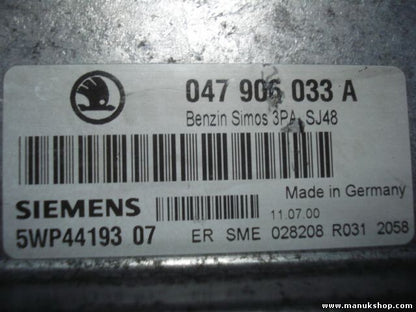 047 906 033 A
Benzin Simos 3PA SJ48
Made in Germany
SIEMENS
11.07.00
5WP44193 07
ER SME 028208 R031 2058
www.manukshop.com